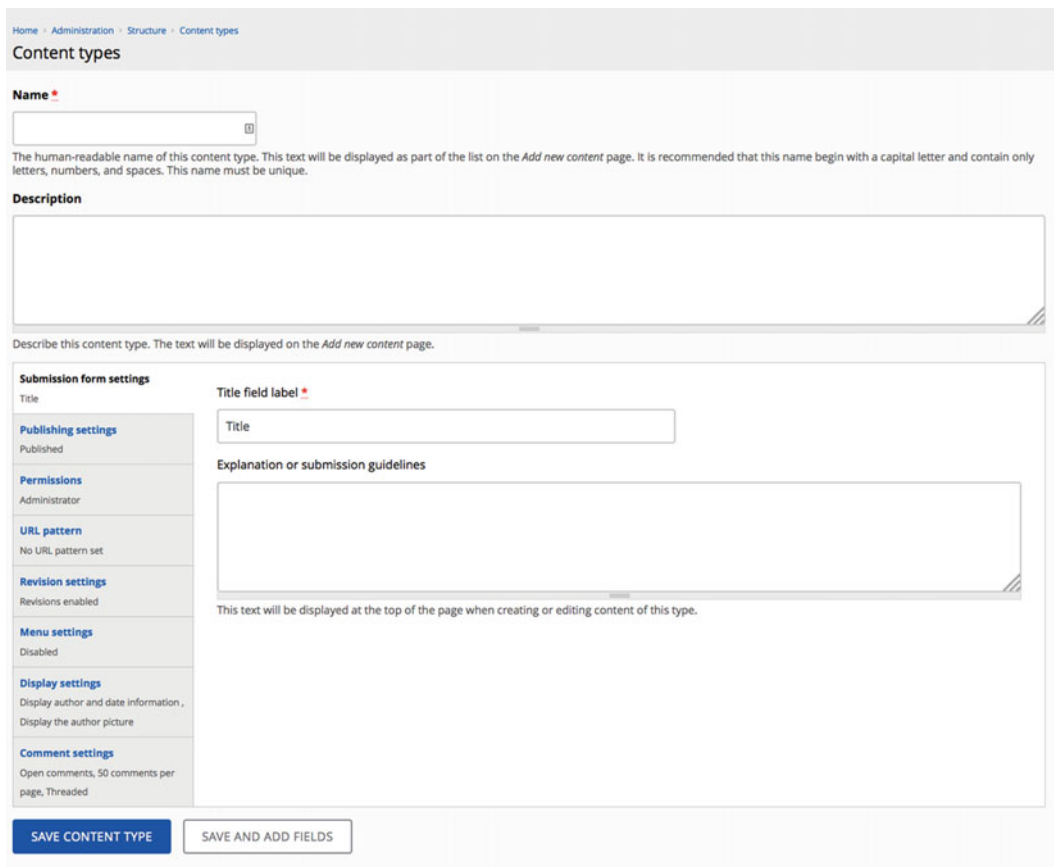 Home › Administration › Structure › Content types
Content types
Name *
The human-readable name of this content type. This text will be displayed as part of the list on the Add new content page. It is recommended that this name begin with a capital letter and contain only
letters, numbers, and spaces. This name must be unique.
Description
Describe this content type. The text will be displayed on the Add new content page.
Submission form settings
Title
Publishing settings
Published
Permissions
Administrator
URL pattern
No URL pattern set
Revision settings
Revisions enabled
Menu settings
Disabled
Display settings
Display author and date information ,
Display the author picture
Comment settings
Open comments, 50 comments per
page, Threaded
Title field label *
Title
Explanation or submission guidelines
This text will be displayed at the top of the page when creating or editing content of this type.
SAVE CONTENT TYPE
SAVE AND ADD FIELDS